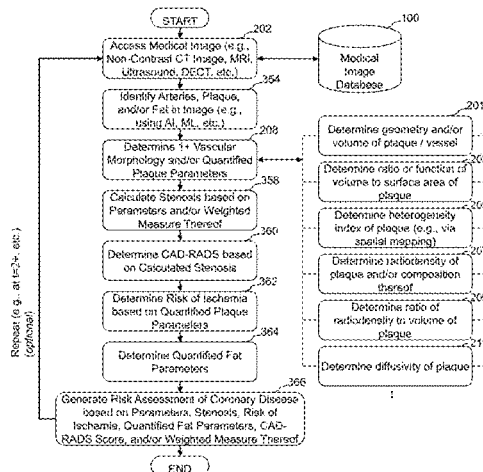 START
202
Access Medical Image (e.g.,
Non-Contrast CT Image, MRI,
Ultrasound, DECT, etc.)
100
Medical
Image
Database
354
Identify Arteries, Plaque,
and/or Fat in Image (e.g.,
using AI, ML, etc.)
208
Determine 1+ Vascular
Morphology and/or Quantified
Plaque Parameters
358
Calculate Stenosis based on
Parameters and/or Weighted
Measure Thereof
360
Determine CAD-RADS based
on Calculated Stenosis
362
Determine Risk of Ischemia
based on Quantified Plaque
Parameters
364
Determine Quantified Fat
Parameters
366
Generate Risk Assessment of Coronary Disease
based on Parameters, Stenosis, Risk of
Ischemia, Quantified Fat Parameters, CAD-
RADS Score, and/or Weighted Measure Thereof
END
Repeat (e.g., at t=2+, etc.)
(optional)
201
Determine geometry and/or
volume of plaque / vessel
Determine ratio or function of
volume to surface area of
plaque
Determine heterogeneity
index of plaque (e.g., via
spatial mapping)
Determine radiodensity of
plaque and/or composition
thereof
Determine ratio of
radiodensity to volume of
plaque
Determine diffusivity of plaque